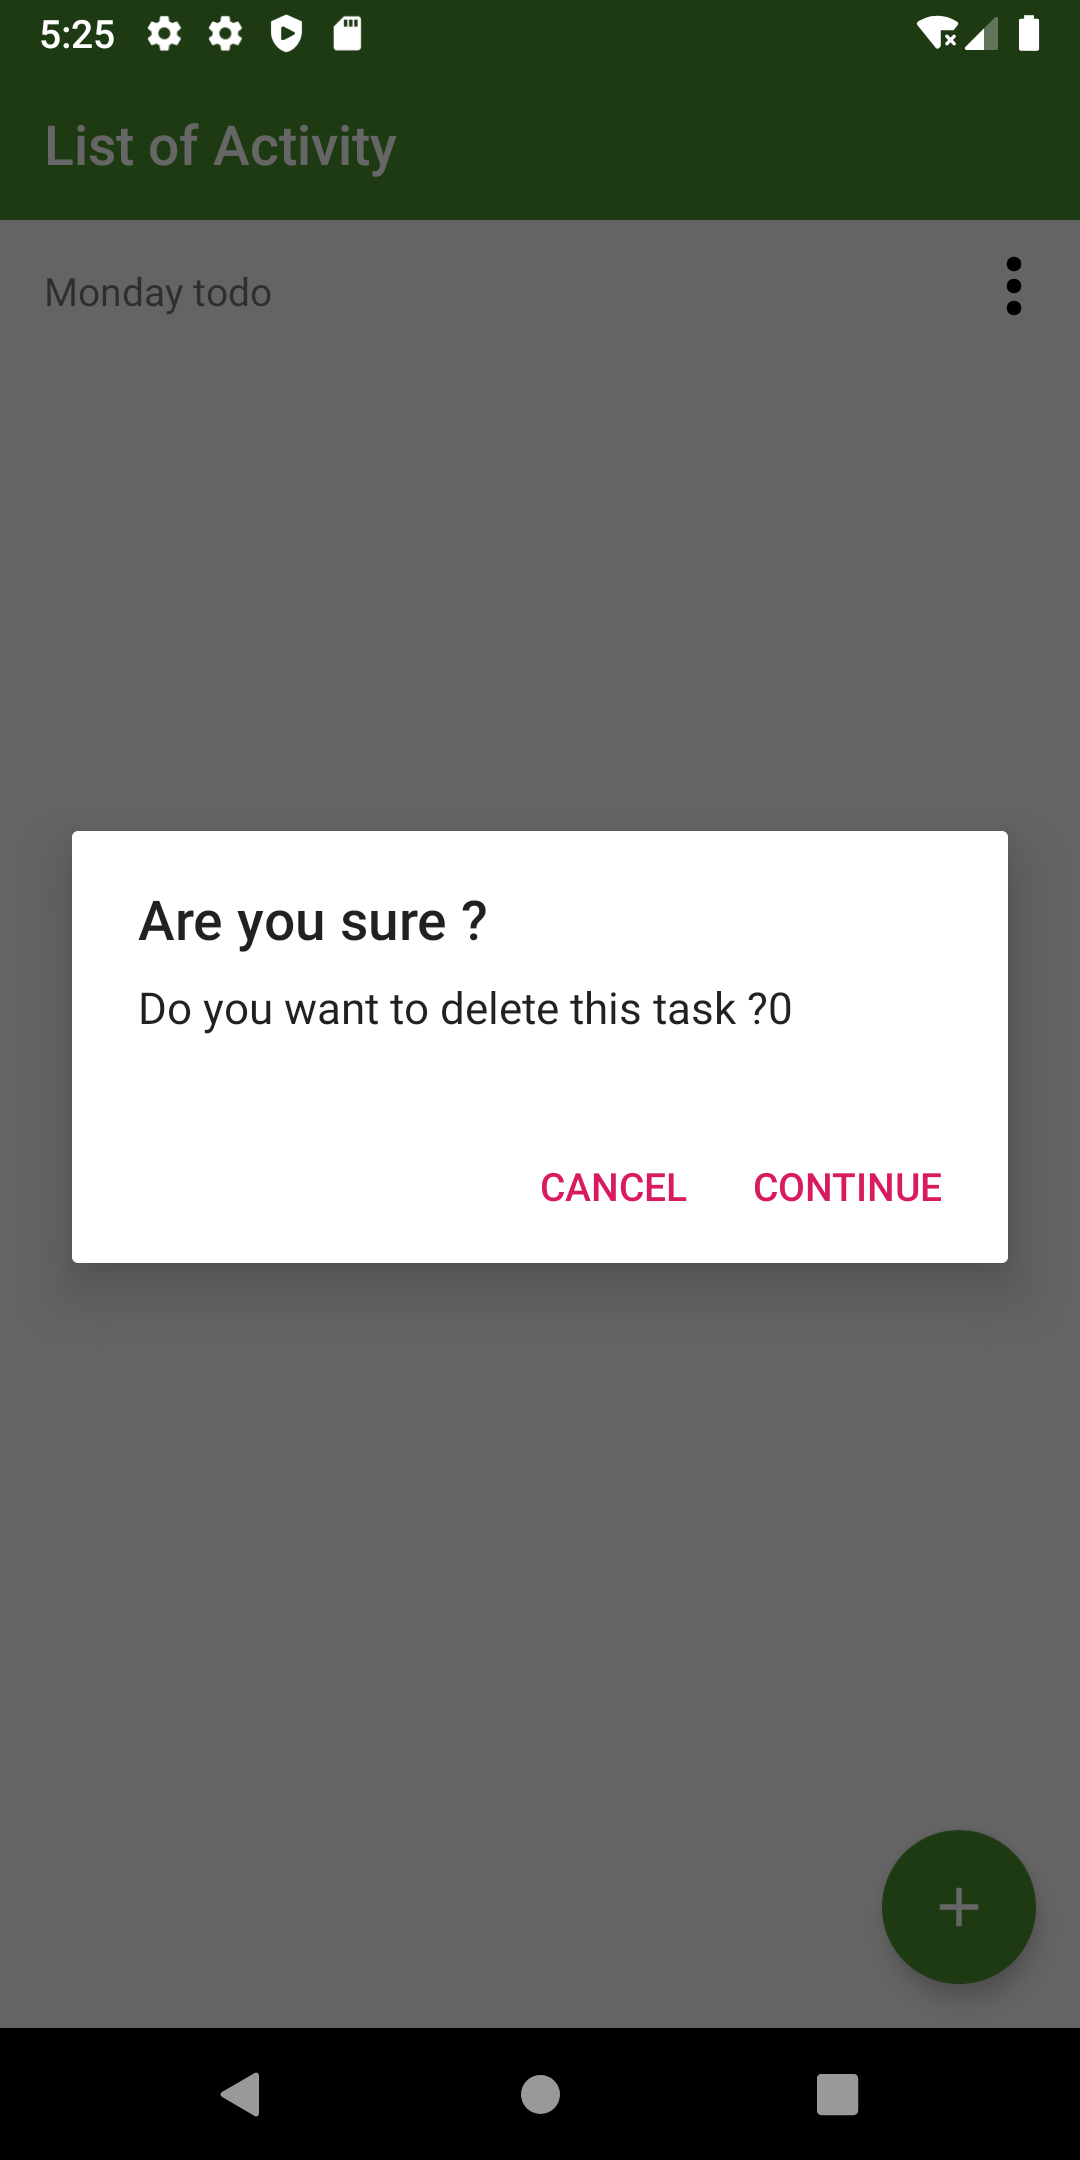 5:25
List of Activity
Monday todo
Are you sure ?
Do you want to delete this task ?0
CANCEL CONTINUE